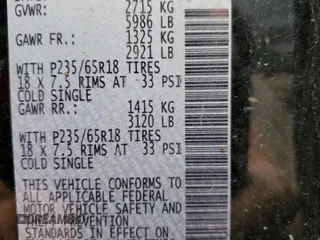 GVWR: 2715 KG
5986 LB
GAWR FR.: 1325 KG
2921 LB
WITH P235/65R18 TIRES
18 X 7.5 RIMS AT 33 PSI
COLD SINGLE
GAWR RR.: 1415 KG
3120 LB
WITH P235/65R18 TIRES
18 X 7.5 RIMS AT 33 PSI
COLD SINGLE
THIS VEHICLE CONFORMS TO
ALL APPLICABLE FEDERAL
MOTOR VEHICLE SAFETY AND
THEFT PREVENTION
STANDARDS IN EFFECT ON